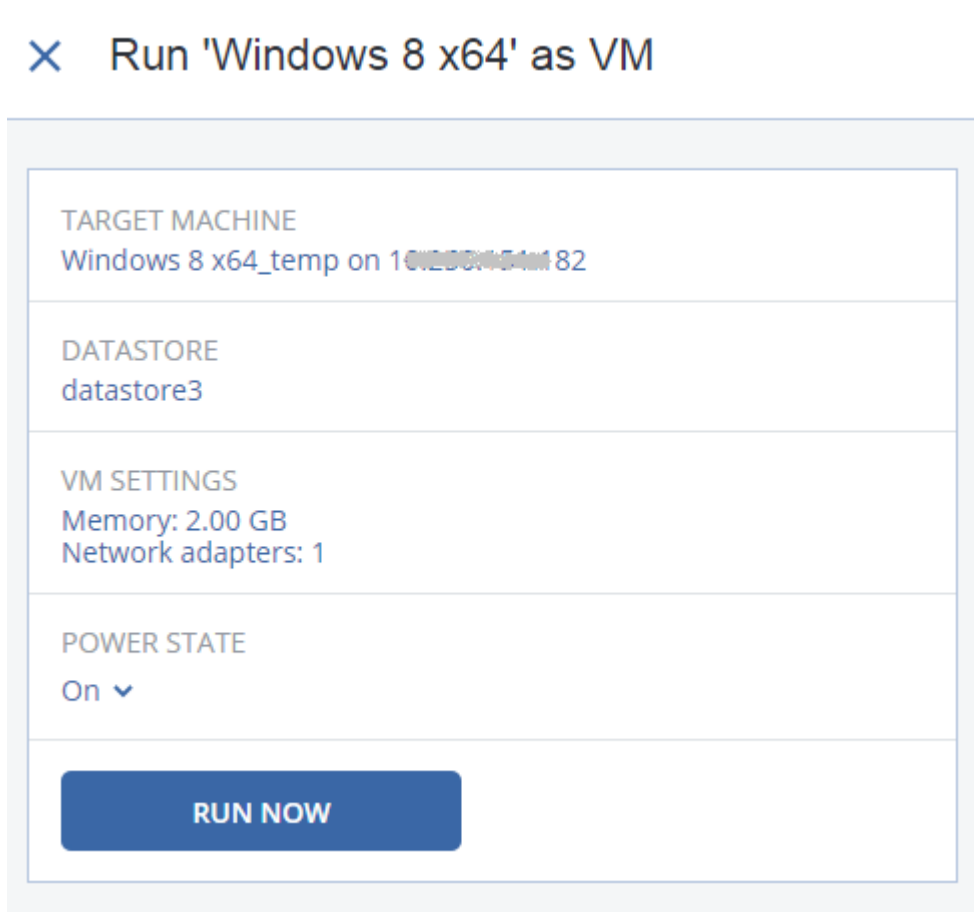 Run 'Windows 8 x64' as VM
TARGET MACHINE
Windows 8 x64_temp on 182
DATASTORE
datastore3
VM SETTINGS
Memory: 2.00 GB
Network adapters: 1
POWER STATE
On
RUN NOW